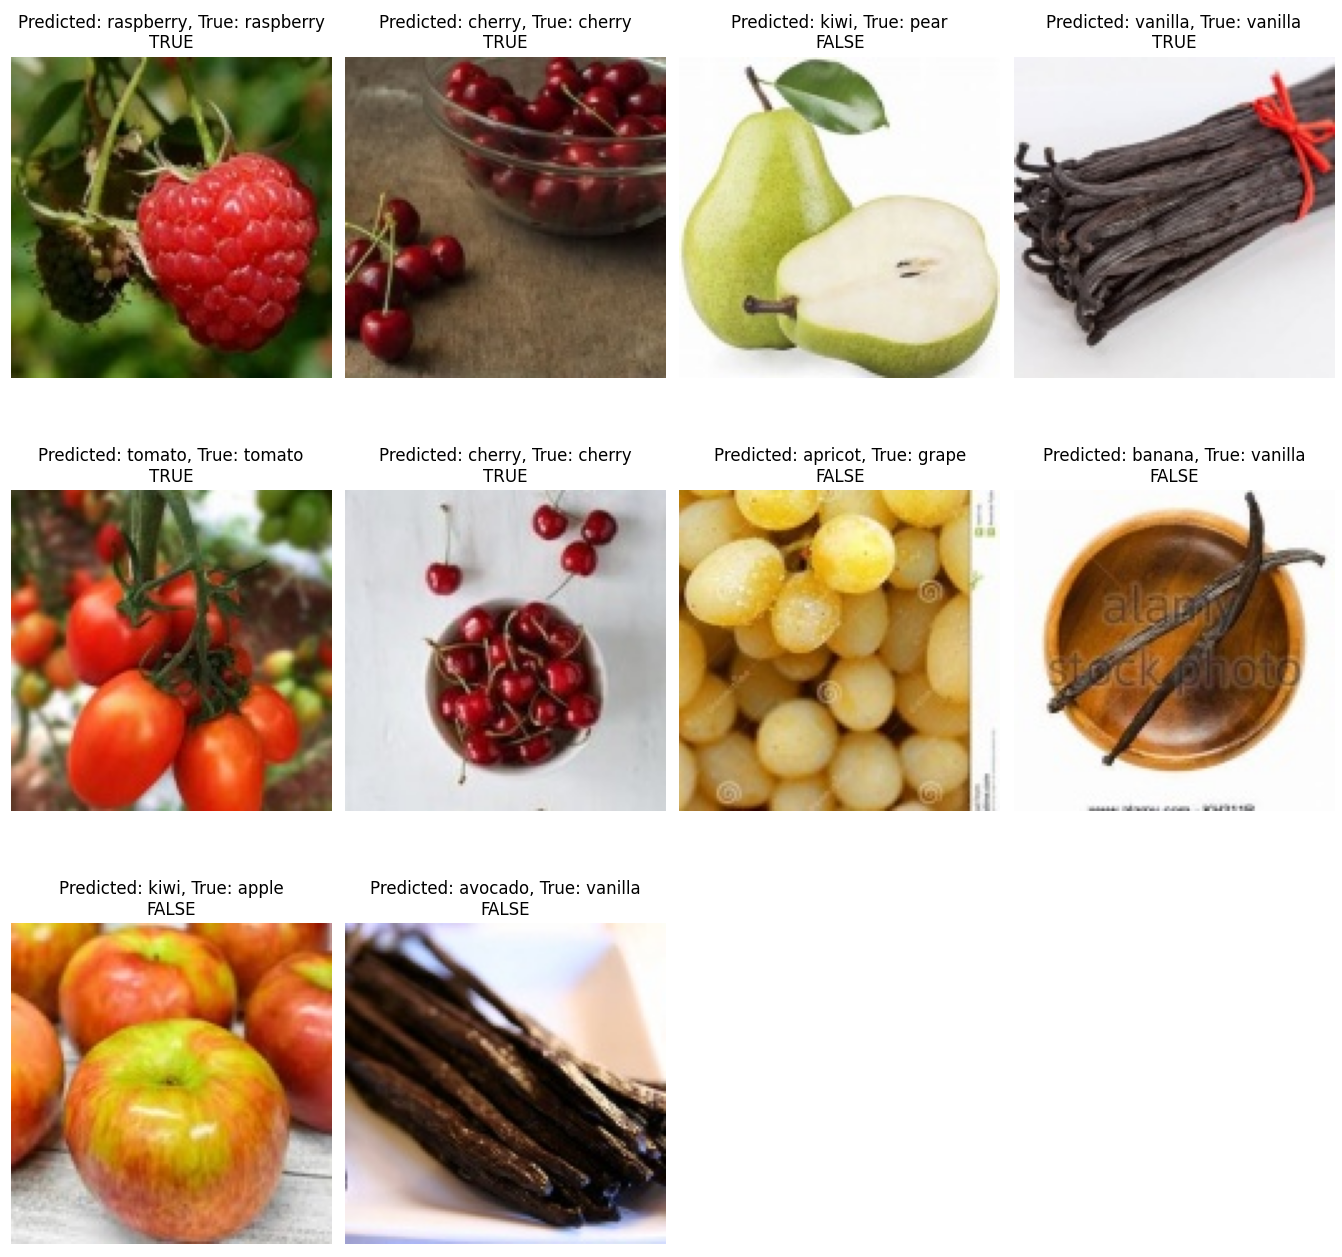 Predicted: raspberry, True: raspberry
TRUE
Predicted: cherry, True: cherry
TRUE
Predicted: kiwi, True: pear
FALSE
Predicted: vanilla, True: vanilla
TRUE
Predicted: tomato, True: tomato
TRUE
Predicted: cherry, True: cherry
TRUE
Predicted: apricot, True: grape
FALSE
Predicted: banana, True: vanilla
FALSE
alamy
stock photo
Predicted: kiwi, True: apple
FALSE
Predicted: avocado, True: vanilla
FALSE